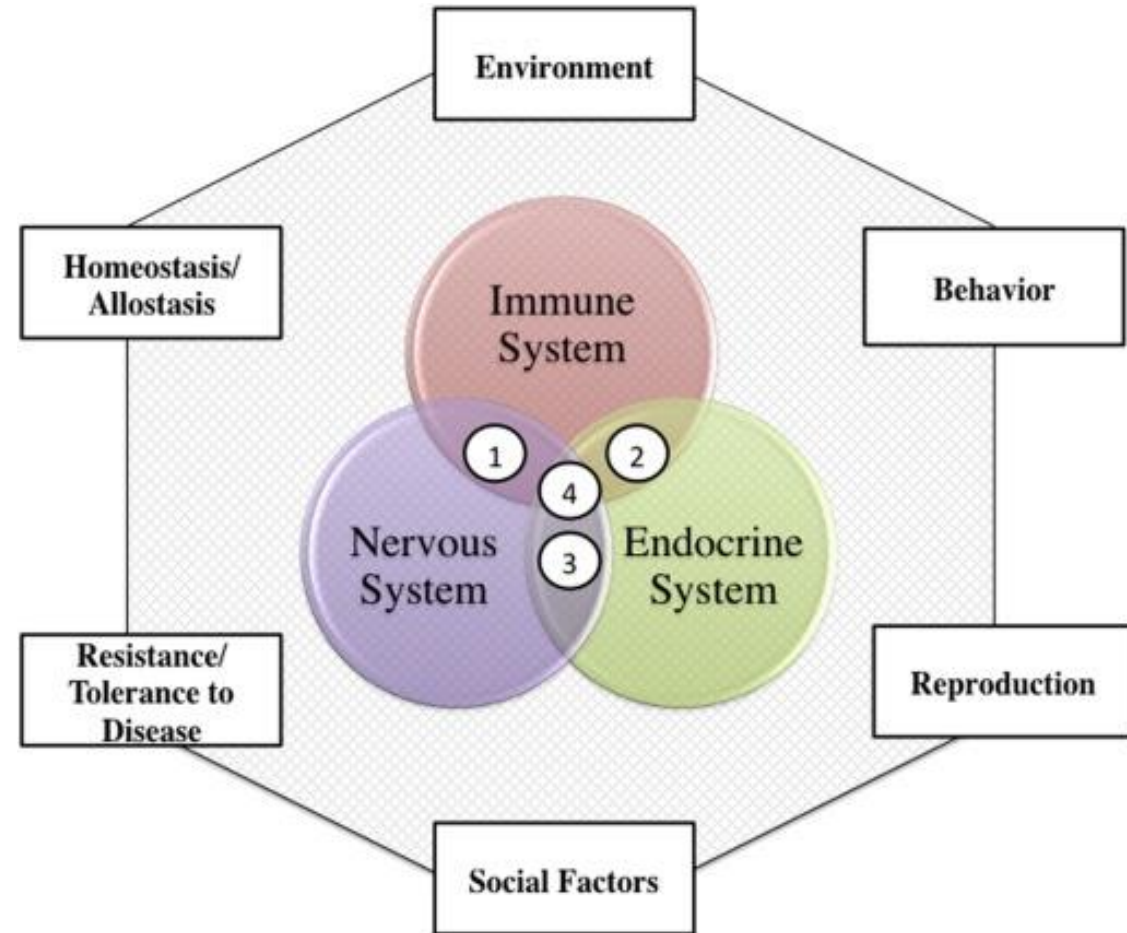 Environment
Homeostasis/
Allostasis
Behavior
Immune
System
1
2
4
3
Nervous
System
Endocrine
System
Resistance/
Tolerance to
Disease
Reproduction
Social Factors